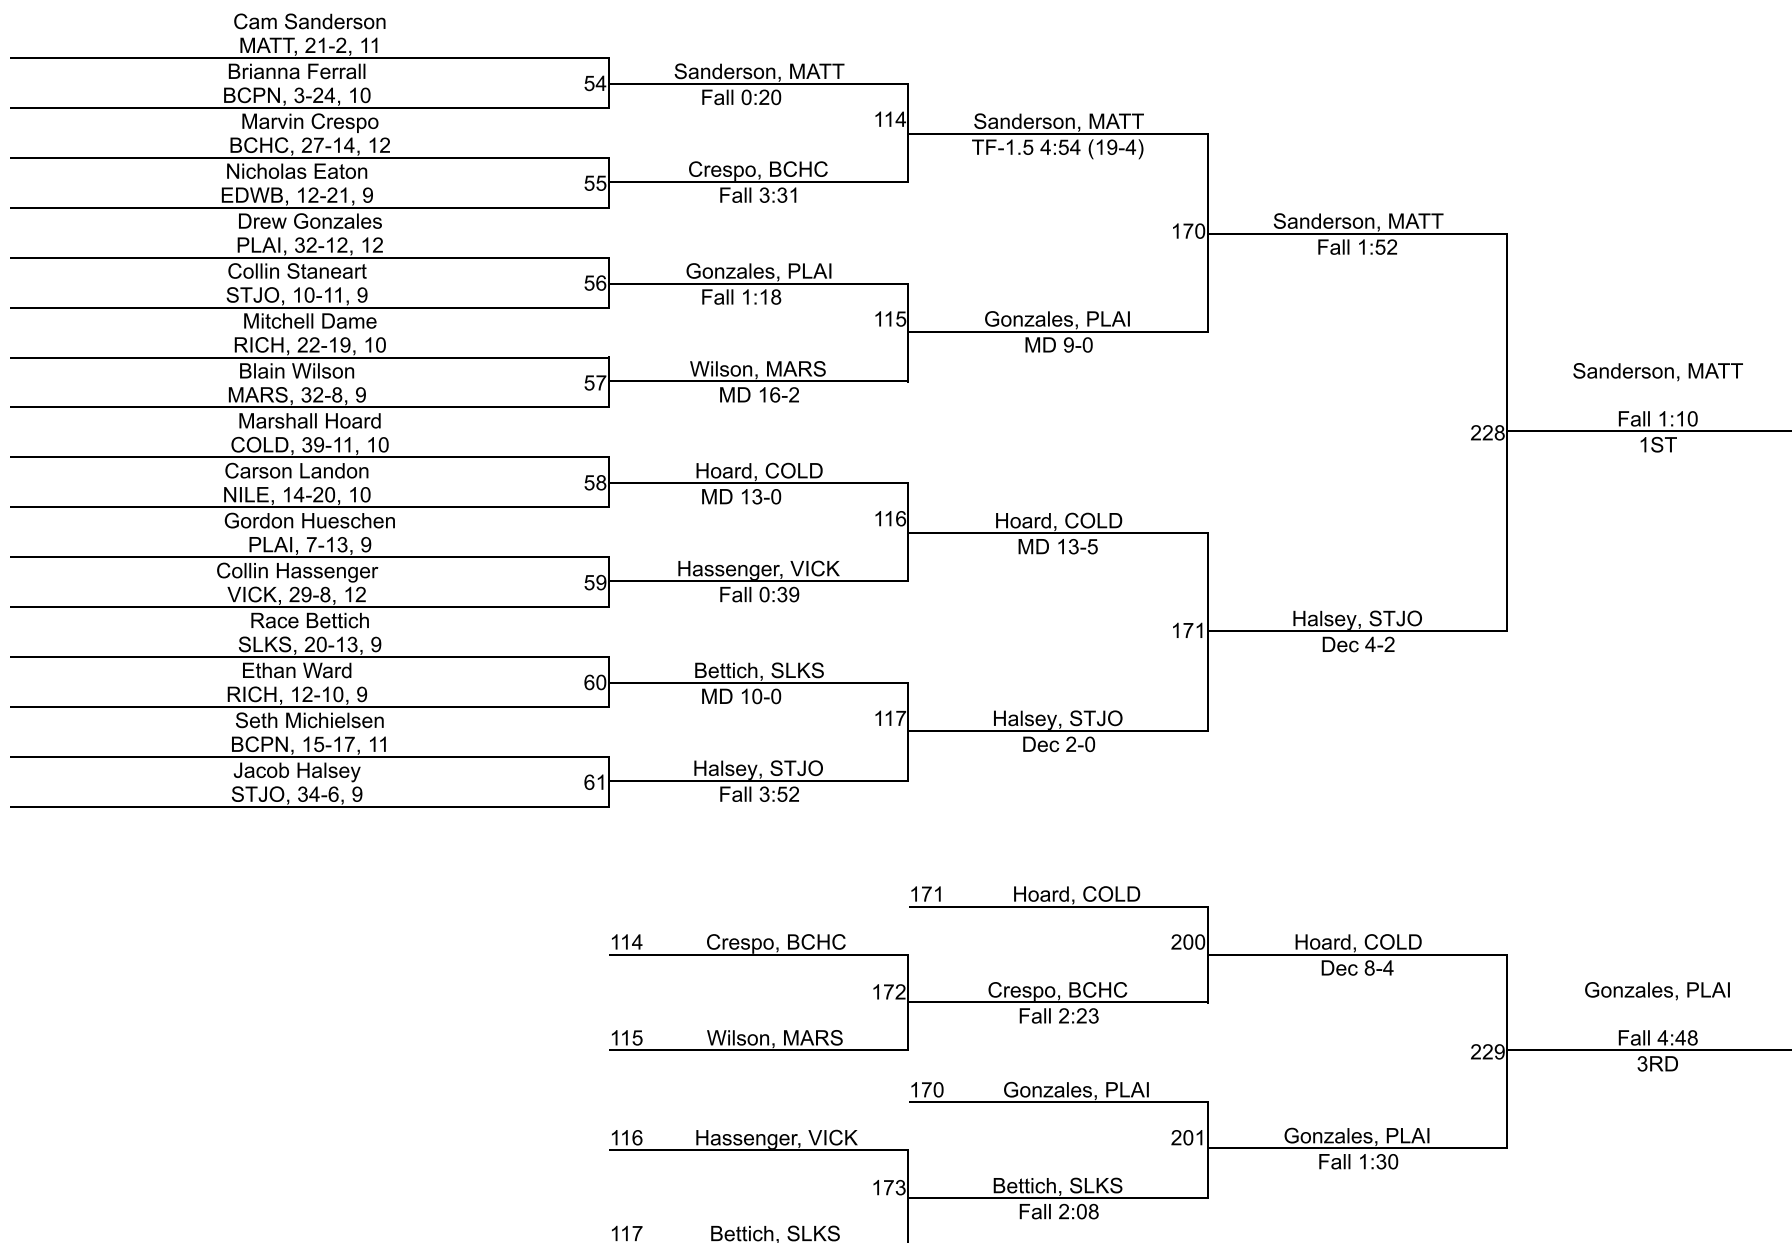 Cam Sanderson
MATT, 21-2, 11
Brianna Ferrall
BCPN, 3-24, 10
54
Sanderson, MATT
Fall 0:20
Marvin Crespo
BCHC, 27-14, 12
114
Sanderson, MATT
TF-1.5 4:54 (19-4)
Nicholas Eaton
EDWB, 12-21, 9
55
Crespo, BCHC
Fall 3:31
Drew Gonzales
PLAI, 32-12, 12
170
Sanderson, MATT
Fall 1:52
Collin Staneart
STJO, 10-11, 9
56
Gonzales, PLAI
Fall 1:18
Mitchell Dame
RICH, 22-19, 10
115
Gonzales, PLAI
MD 9-0
Blain Wilson
MARS, 32-8, 9
57
Wilson, MARS
MD 16-2
Sanderson, MATT
Fall 1:10
1ST
228
Marshall Hoard
COLD, 39-11, 10
Carson Landon
NILE, 14-20, 10
58
Hoard, COLD
MD 13-0
Gordon Hueschen
PLAI, 7-13, 9
116
Hoard, COLD
MD 13-5
Collin Hassenger
VICK, 29-8, 12
59
Hassenger, VICK
Fall 0:39
Race Bettich
SLKS, 20-13, 9
171
Halsey, STJO
Dec 4-2
Ethan Ward
RICH, 12-10, 9
60
Bettich, SLKS
MD 10-0
Seth Michielsen
BCPN, 15-17, 11
117
Halsey, STJO
Dec 2-0
Jacob Halsey
STJO, 34-6, 9
61
Halsey, STJO
Fall 3:52
171
Hoard, COLD
114
Crespo, BCHC
200
Hoard, COLD
Dec 8-4
172
Crespo, BCHC
Fall 2:23
Gonzales, PLAI
Fall 4:48
3RD
115
Wilson, MARS
229
170
Gonzales, PLAI
116
Hassenger, VICK
201
Gonzales, PLAI
Fall 1:30
173
Bettich, SLKS
Fall 2:08
117
Bettich, SLKS